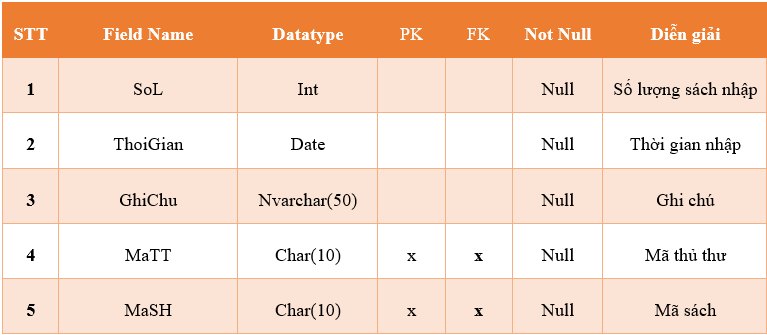 STT Field Name Datatype PK FK Not Null Diễn giải
1 SoL Int Null Số lượng sách nhập
2 ThoiGian Date Null Thời gian nhập
3 GhiChu Nvarchar(50) Null Ghi chú
4 MaTT Char(10) x x Null Mã thủ thư
5 MaSH Char(10) x x Null Mã sách